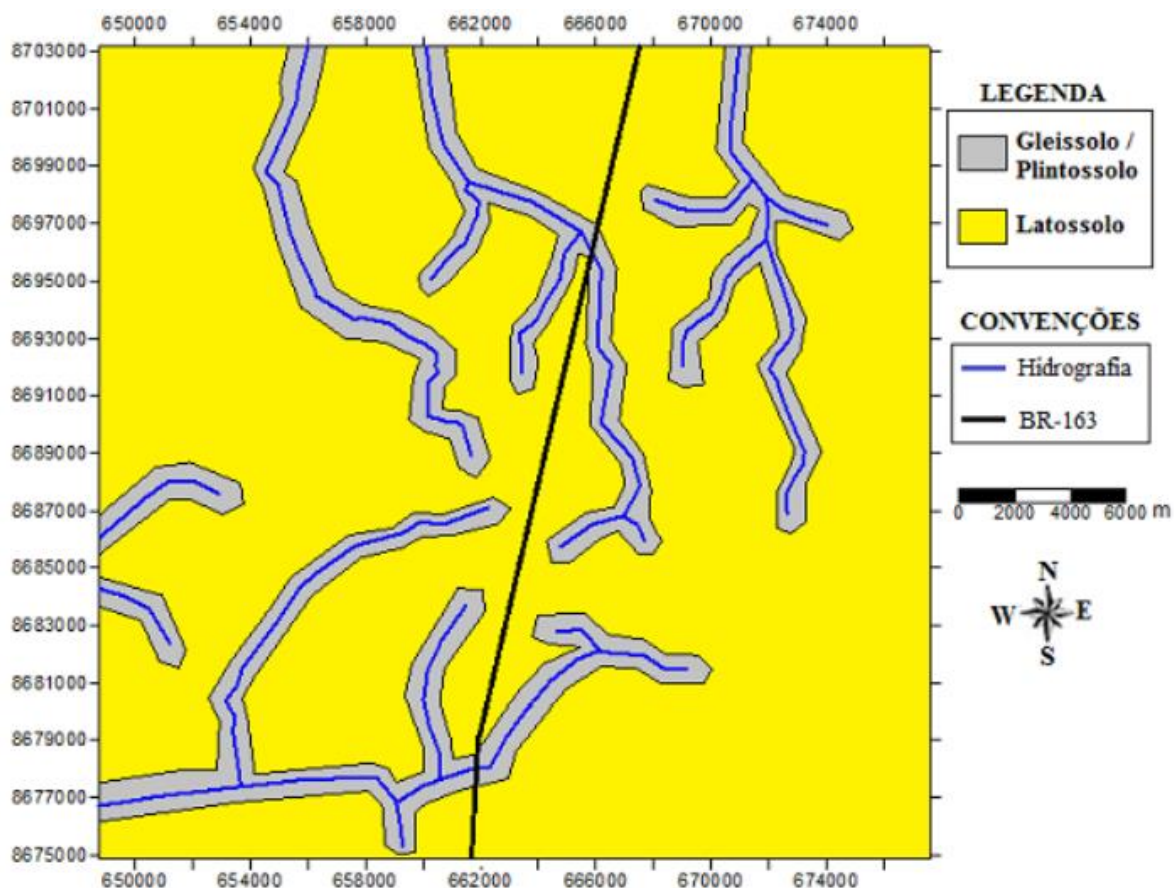 650000 654000 658000 662000 666000 670000 674000
8703000
8701000
8699000
8697000
8695000
8693000
8691000
8689000
8687000
8685000
8683000
8681000
8679000
8677000
8675000
650000 654000 658000 662000 666000 670000 674000
LEGENDA
Gleissolo /
Plintossolo
Latossolo
CONVENÇÕES
Hidrografia
BR-163
0 2000 4000 6000 m
N
W E
S